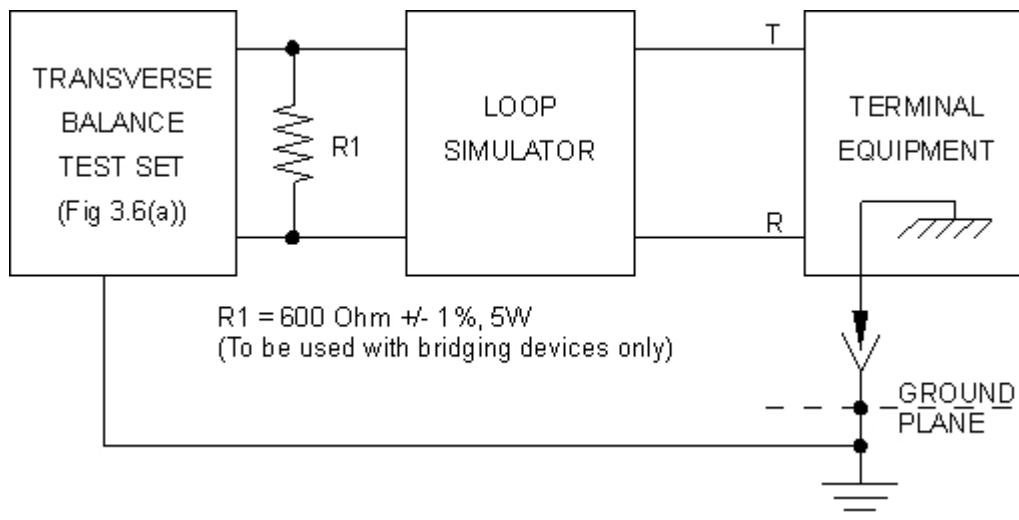 TRANSVERSE
BALANCE
TEST SET
(Fig 3.6(a))
R1
LOOP
SIMULATOR
T
R
TERMINAL
EQUIPMENT
R1 = 600 Ohm +/- 1%, 5W
(To be used with bridging devices only)
GROUND
PLANE